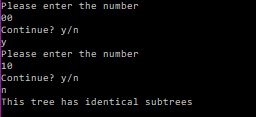 Please enter the number
00
Continue? y/n
y
Please enter the number
10
Continue? y/n
n
This tree has identical subtrees